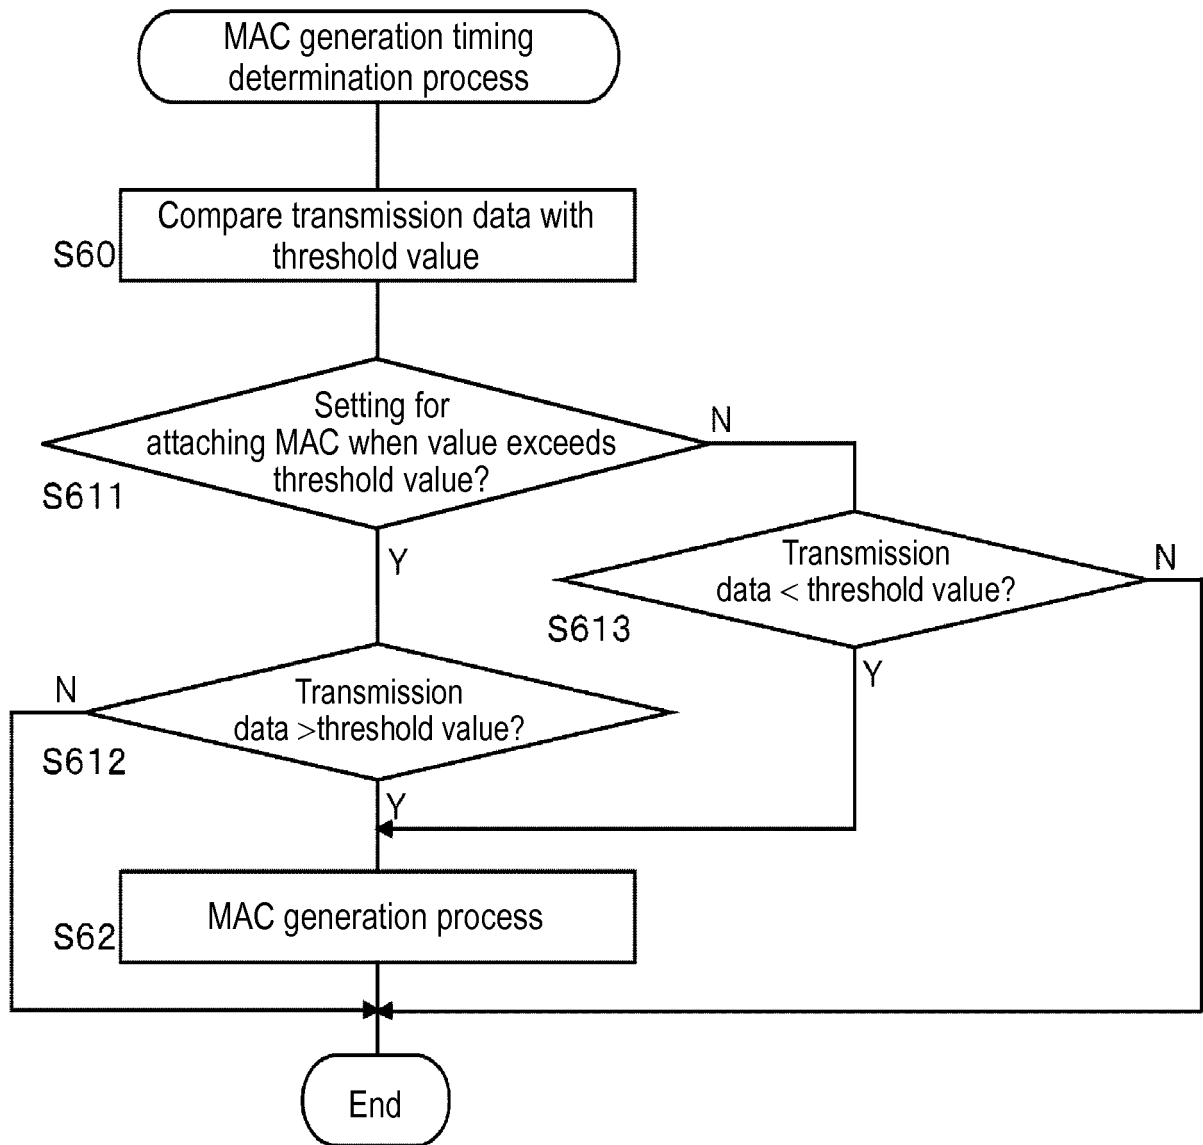 MAC generation timing
determination process
Compare transmission data with
threshold value
S60
Setting for
attaching MAC when value exceeds
threshold value?
S611
N
Y
Transmission
data < threshold value?
S613
N
Y
Transmission
data >threshold value?
S612
N
Y
MAC generation process
S62
End